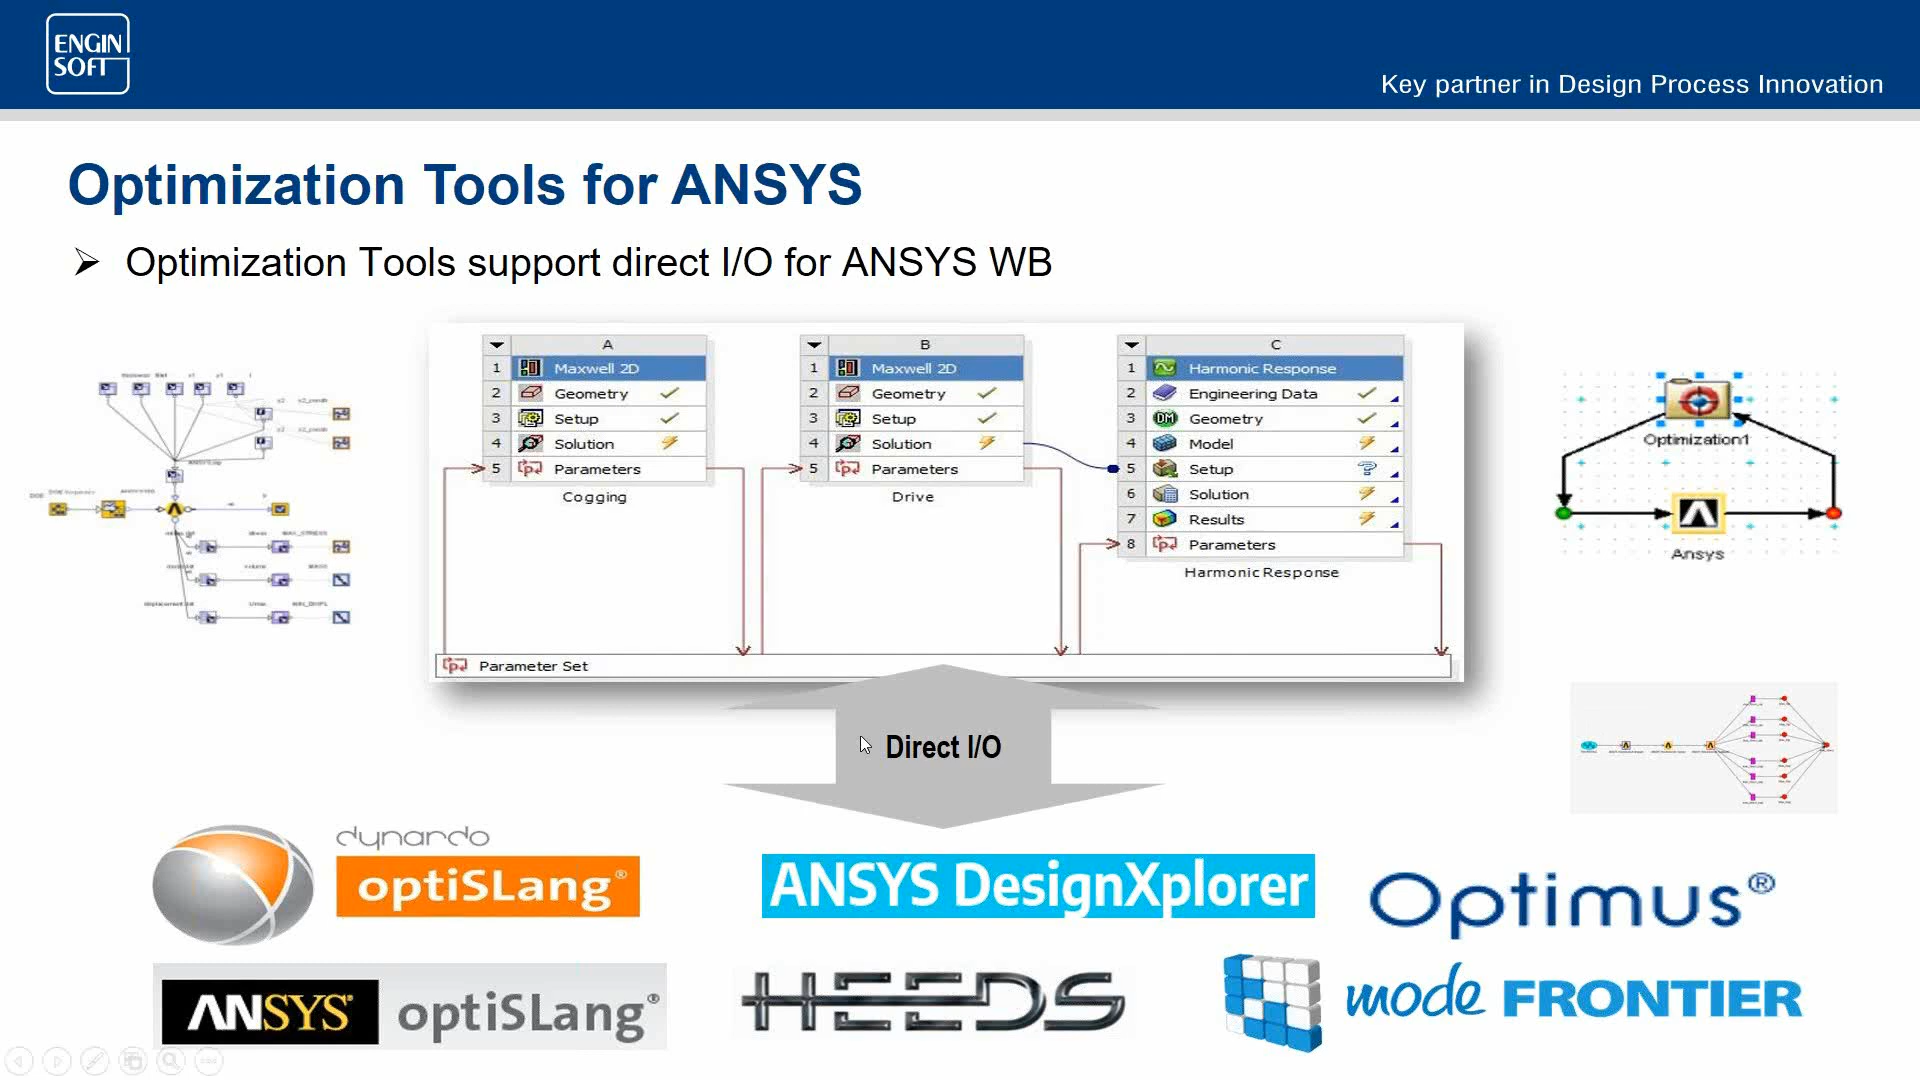 ENGIN
SOFT
Key partner in Design Process Innovation
Optimization Tools for ANSYS
Optimization Tools support direct I/O for ANSYS WB
A
1 Maxwell 2D
2 Geometry
3 Setup
4 Solution
5 Parameters
Cogging
B
1 Maxwell 2D
2 Geometry
3 Setup
4 Solution
5 Parameters
Drive
C
1 Harmonic Response
2 Engineering Data
3 Geometry
4 Model
5 Setup
6 Solution
7 Results
8 Parameters
Harmonic Response
Parameter Set
Optimization1
Ansys
Direct I/O
dynardo
optiSLang®
ANSYS DesignXplorer
Optimus®
ANSYS® optiSLang®
HEEDS
mode FRONTIER